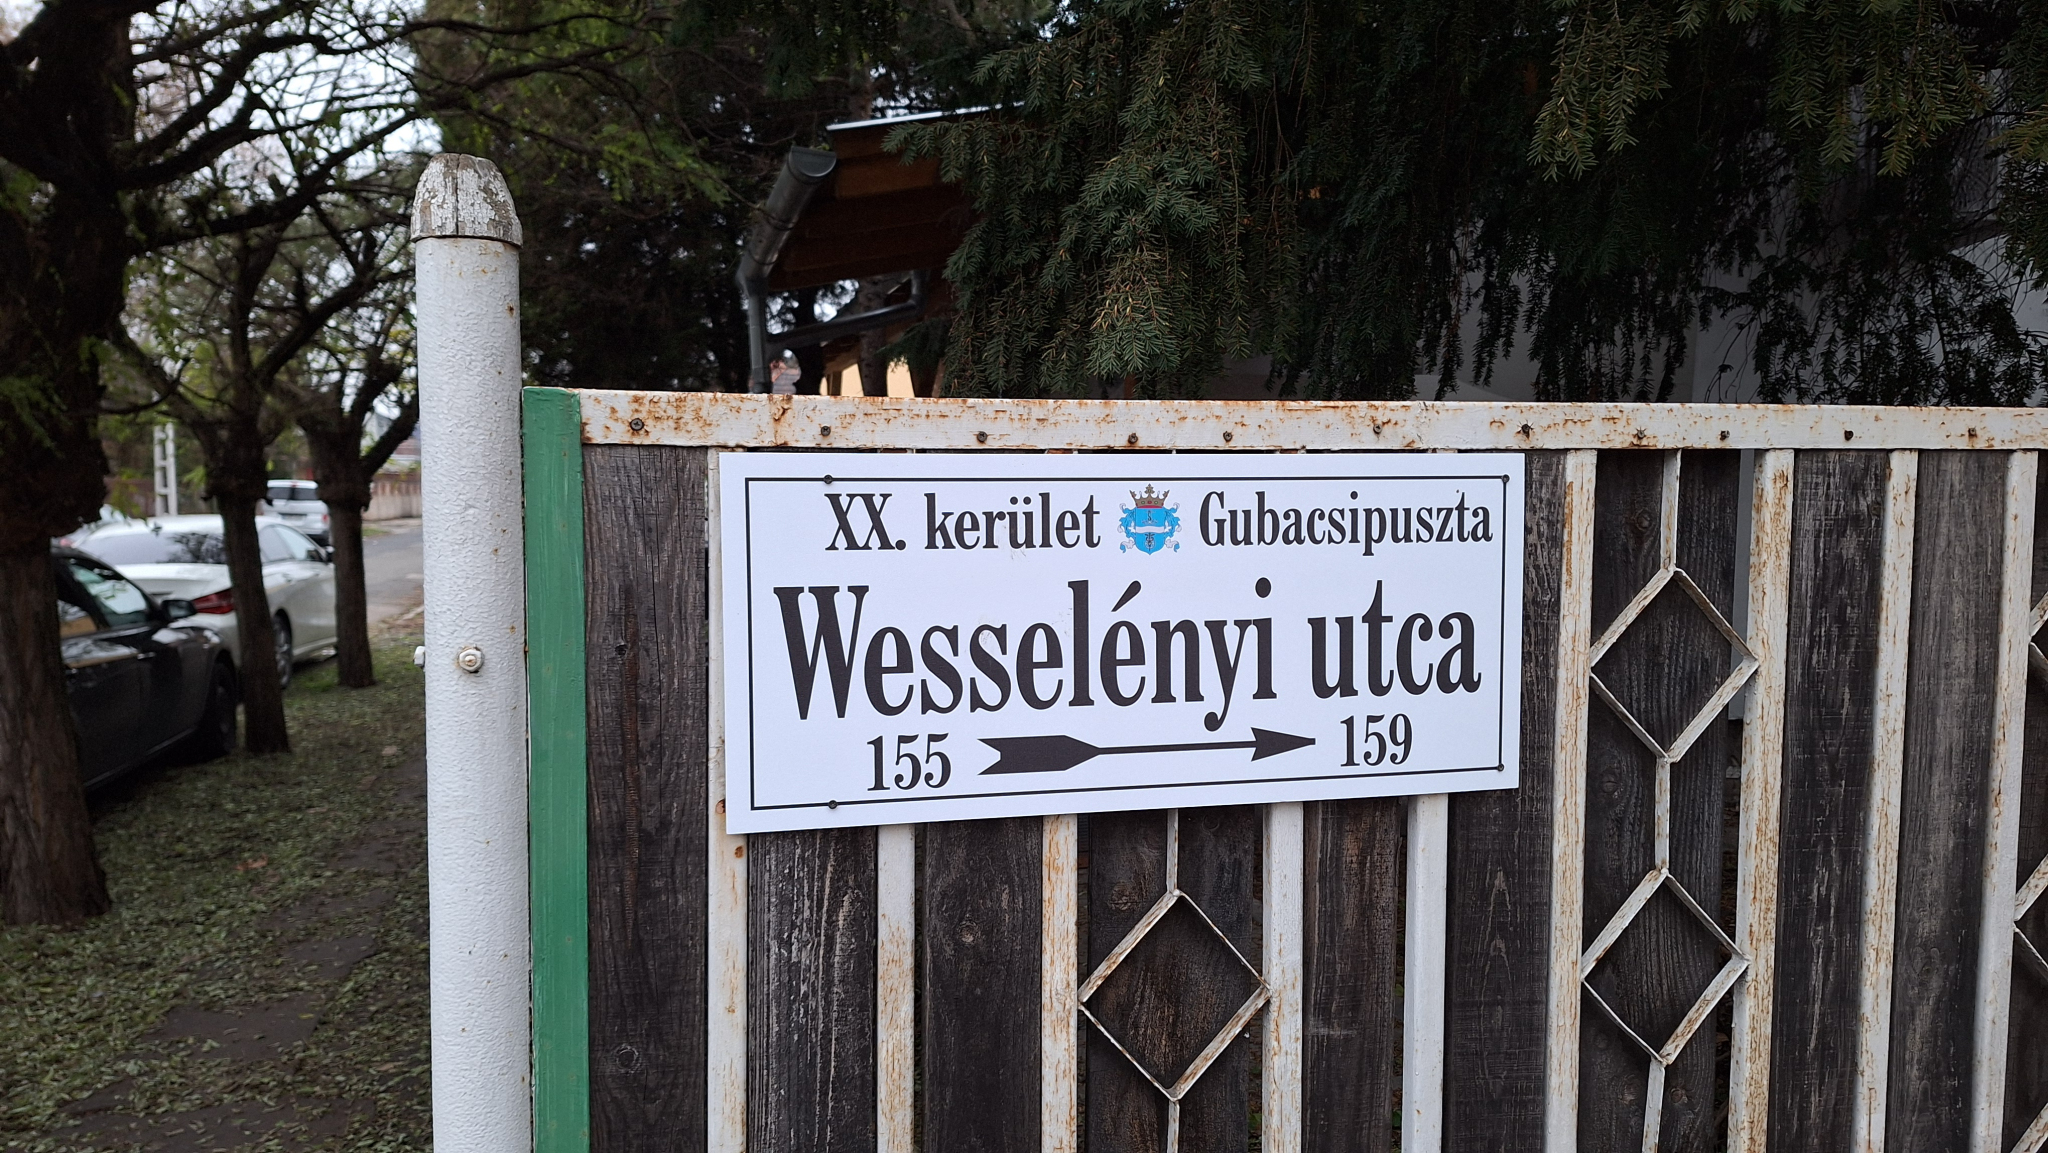 XX. kerület Gubacsipuszta
Wesselényi utca
155 159